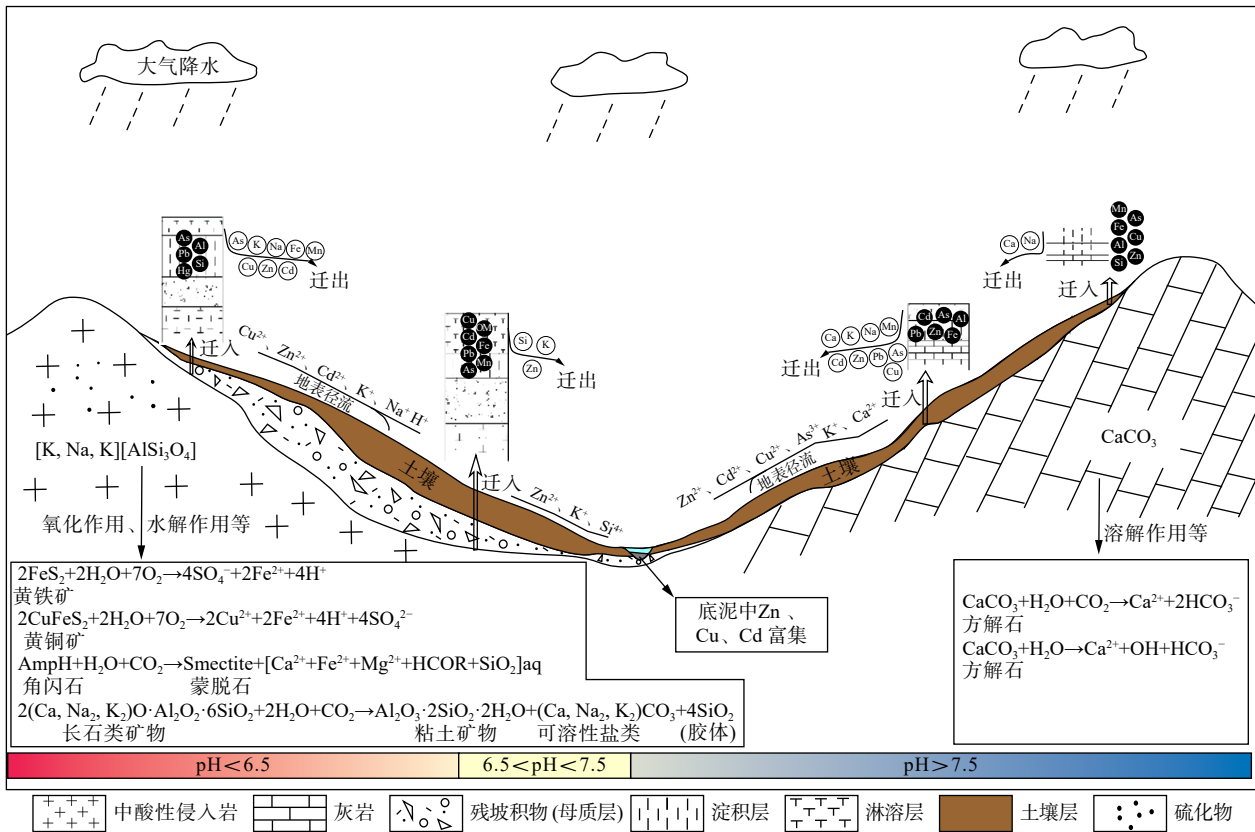 大气降水
As
Al
Pb
Si
Hg
As K Na Fe Mn
Cu Zn Cd
迁出
迁入
Cu²⁺、Zn²⁺、Cd²⁺、K⁺、Na⁺ H⁺
地表径流
土壤
Cu
OM
Cd
Fe
Pb
Mn
As
Si K
Zn
迁出
迁入
Zn²⁺、K⁺、Si⁴⁺
Mn
As
Fe
Cu
Al
Zn
Si
Ca Na
迁出
迁入
Cd As Al
Pb Zn Fe
Ca K Na Mn
Cd Zn Pb As
Cu
迁出
迁入
Zn²⁺、Cd²⁺、Cu²⁺、As³⁺、K⁺、Ca²⁺
地表径流
土壤
[K, Na, K][AlSi₃O₄]
氧化作用、水解作用等
CaCO₃
溶解作用等
2FeS₂+2H₂O+7O₂→4SO₄⁻+2Fe²⁺+4H⁺
黄铁矿
2CuFeS₂+2H₂O+7O₂→2Cu²⁺+2Fe²⁺+4H⁺+4SO₄²⁻
黄铜矿
AmpH+H₂O+CO₂→Smectite+[Ca²⁺+Fe²⁺+Mg²⁺+HCOR+SiO₂]aq
角闪石 蒙脱石
2(Ca, Na₂, K₂)O·Al₂O₂·6SiO₂+2H₂O+CO₂→Al₂O₃·2SiO₂·2H₂O+(Ca, Na₂, K₂)CO₃+4SiO₂
长石类矿物 粘土矿物 可溶性盐类 (胶体)
底泥中Zn、
Cu、Cd 富集
CaCO₃+H₂O+CO₂→Ca²⁺+2HCO₃⁻
方解石
CaCO₃+H₂O→Ca²⁺+OH+HCO₃⁻
方解石
pH＜6.5 6.5＜pH＜7.5 pH＞7.5
中酸性侵入岩 灰岩 残坡积物 (母质层) 淀积层 淋溶层 土壤层 硫化物